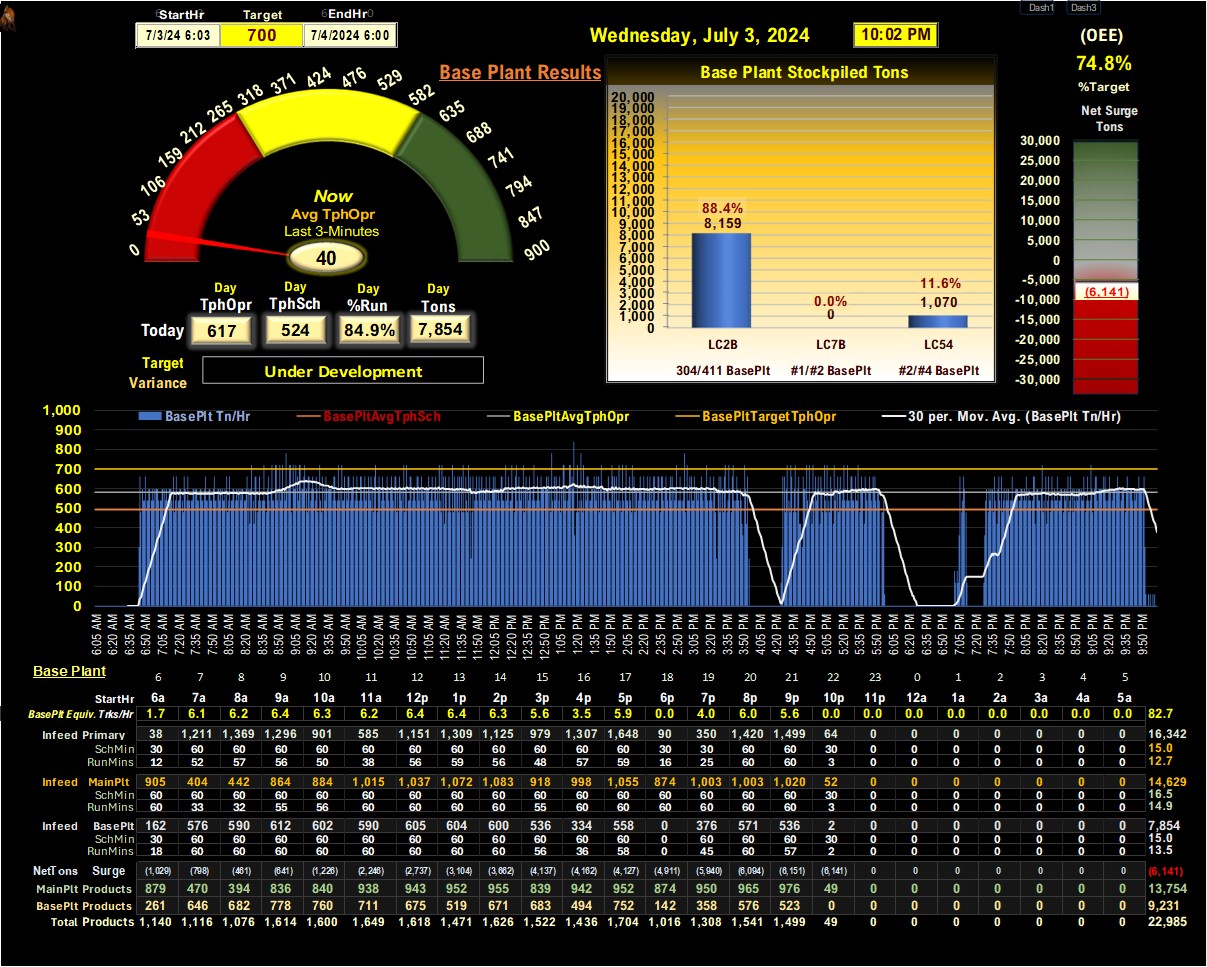 Dash1 Dash3
StartHr Target EndHr
7/3/24 6:03 700 7/4/2024 6:00
Wednesday, July 3, 2024 10:02 PM
(OEE)
74.8%
%Target
Net Surge
Tons
Base Plant Results
0 53 106 159 212 265 318 371 424 476 529 582 635 688 741 794 847 900
Now
Avg TphOpr
Last 3-Minutes
40
Day Day Day Day
TphOpr TphSch %Run Tons
Today 617 524 84.9% 7,854
Target
Variance
Under Development
Base Plant Stockpiled Tons
20,000
19,000
18,000
17,000
16,000
15,000
14,000
13,000
12,000
11,000
10,000
9,000
8,000
7,000
6,000
5,000
4,000
3,000
2,000
1,000
0
88.4%
8,159
0.0%
0
11.6%
1,070
LC2B LC7B LC54
304/411 BasePlt #1/#2 BasePlt #2/#4 BasePlt
30,000
25,000
20,000
15,000
10,000
5,000
0
-5,000
(6,141)
-10,000
-15,000
-20,000
-25,000
-30,000
BasePlt Tn/Hr BasePltAvgTphSch BasePltAvgTphOpr BasePltTargetTphOpr 30 per. Mov. Avg. (BasePlt Tn/Hr)
1,000
900
800
700
600
500
400
300
200
100
0
6:05 AM 6:20 AM 6:35 AM 6:50 AM 7:05 AM 7:20 AM 7:35 AM 7:50 AM 8:05 AM 8:20 AM 8:35 AM 8:50 AM 9:05 AM 9:20 AM 9:35 AM 9:50 AM 10:05 AM 10:20 AM 10:35 AM 10:50 AM 11:05 AM 11:20 AM 11:35 AM 11:50 AM 12:05 PM 12:20 PM 12:35 PM 12:50 PM 1:05 PM 1:20 PM 1:35 PM 1:50 PM 2:05 PM 2:20 PM 2:35 PM 2:50 PM 3:05 PM 3:20 PM 3:35 PM 3:50 PM 4:05 PM 4:20 PM 4:35 PM 4:50 PM 5:05 PM 5:20 PM 5:35 PM 5:50 PM 6:05 PM 6:20 PM 6:35 PM 6:50 PM 7:05 PM 7:20 PM 7:35 PM 7:50 PM 8:05 PM 8:20 PM 8:35 PM 8:50 PM 9:05 PM 9:20 PM 9:35 PM 9:50 PM
Base Plant 6 7 8 9 10 11 12 13 14 15 16 17 18 19 20 21 22 23 0 1 2 3 4 5
StartHr 6a 7a 8a 9a 10a 11a 12p 1p 2p 3p 4p 5p 6p 7p 8p 9p 10p 11p 12a 1a 2a 3a 4a 5a
BasePlt Equiv. Trks/Hr 1.7 6.1 6.2 6.4 6.3 6.2 6.4 6.4 6.3 5.6 3.5 5.9 0.0 4.0 6.0 5.6 0.0 0.0 0.0 0.0 0.0 0.0 0.0 0.0 82.7
Infeed Primary 38 1,211 1,369 1,296 901 585 1,151 1,309 1,125 979 1,307 1,648 90 350 1,420 1,499 64 0 0 0 0 0 0 0 16,342
SchMin 30 60 60 60 60 60 60 60 60 60 60 60 30 30 60 60 30 0 0 0 0 0 0 0 15.0
RunMins 12 52 57 56 50 38 56 59 56 48 57 59 16 25 60 60 3 0 0 0 0 0 0 0 12.7
Infeed MainPlt 905 404 442 864 884 1,015 1,037 1,072 1,083 918 998 1,055 874 1,003 1,003 1,020 52 0 0 0 0 0 0 0 14,629
SchMin 60 60 60 60 60 60 60 60 60 60 60 60 60 60 60 60 30 0 0 0 0 0 0 0 16.5
RunMins 60 33 32 55 56 60 60 60 60 55 60 60 60 60 60 60 3 0 0 0 0 0 0 0 14.9
Infeed BasePlt 162 576 590 612 602 590 605 604 600 536 334 558 0 376 571 536 2 0 0 0 0 0 0 0 7,854
SchMin 30 60 60 60 60 60 60 60 60 60 60 60 0 60 60 60 30 0 0 0 0 0 0 0 15.0
RunMins 18 60 60 60 60 60 60 60 60 56 36 58 0 45 60 57 2 0 0 0 0 0 0 0 13.5
NetTons Surge (1,029) (798) (461) (641) (1,226) (2,246) (2,737) (3,104) (3,662) (4,137) (4,162) (4,127) (4,911) (5,940) (6,094) (6,151) (6,141) 0 0 0 0 0 0 0 (6,141)
MainPlt Products 879 470 394 836 840 938 943 952 955 839 942 952 874 950 965 976 49 0 0 0 0 0 0 0 13,754
BasePlt Products 261 646 682 778 760 711 675 519 671 683 494 752 142 358 576 523 0 0 0 0 0 0 0 0 9,231
Total Products 1,140 1,116 1,076 1,614 1,600 1,649 1,618 1,471 1,626 1,522 1,436 1,704 1,016 1,308 1,541 1,499 49 0 0 0 0 0 0 0 22,985